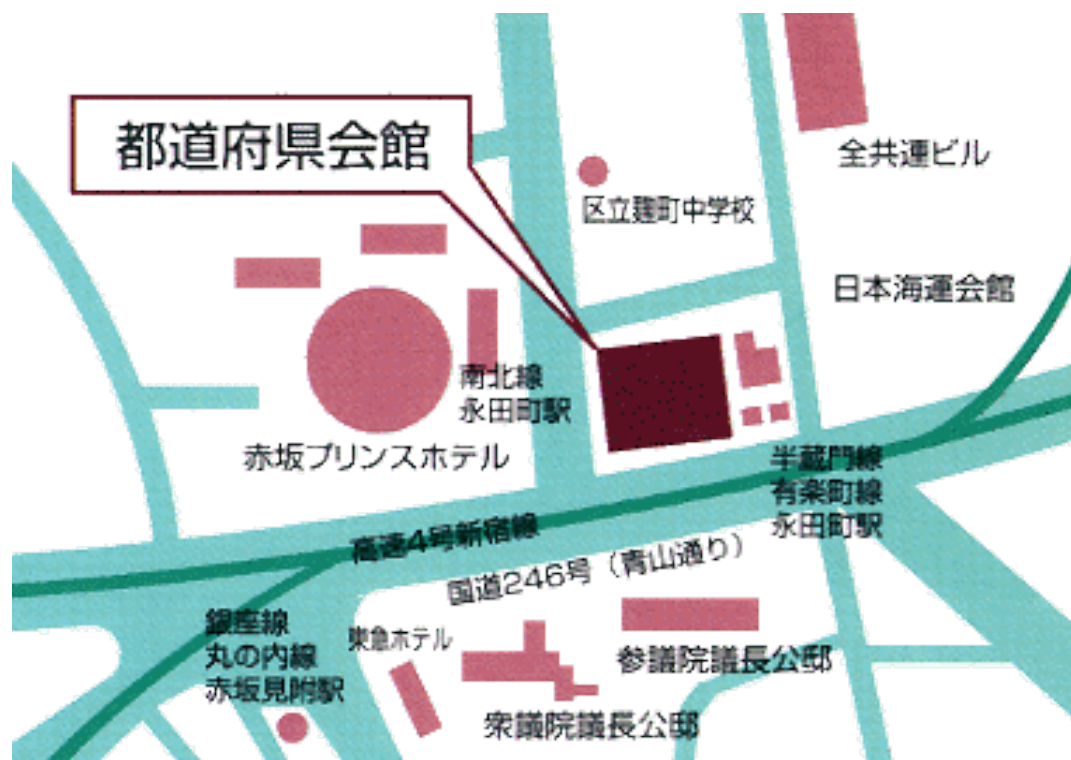 都道府県会館
全共連ビル
区立麹町中学校
日本海運会館
南北線
永田町駅
赤坂プリンスホテル
半蔵門線
有楽町線
永田町駅
高速4号新宿線
国道246号（青山通り）
銀座線
丸の内線
赤坂見附駅
東急ホテル
参議院議長公邸
衆議院議長公邸